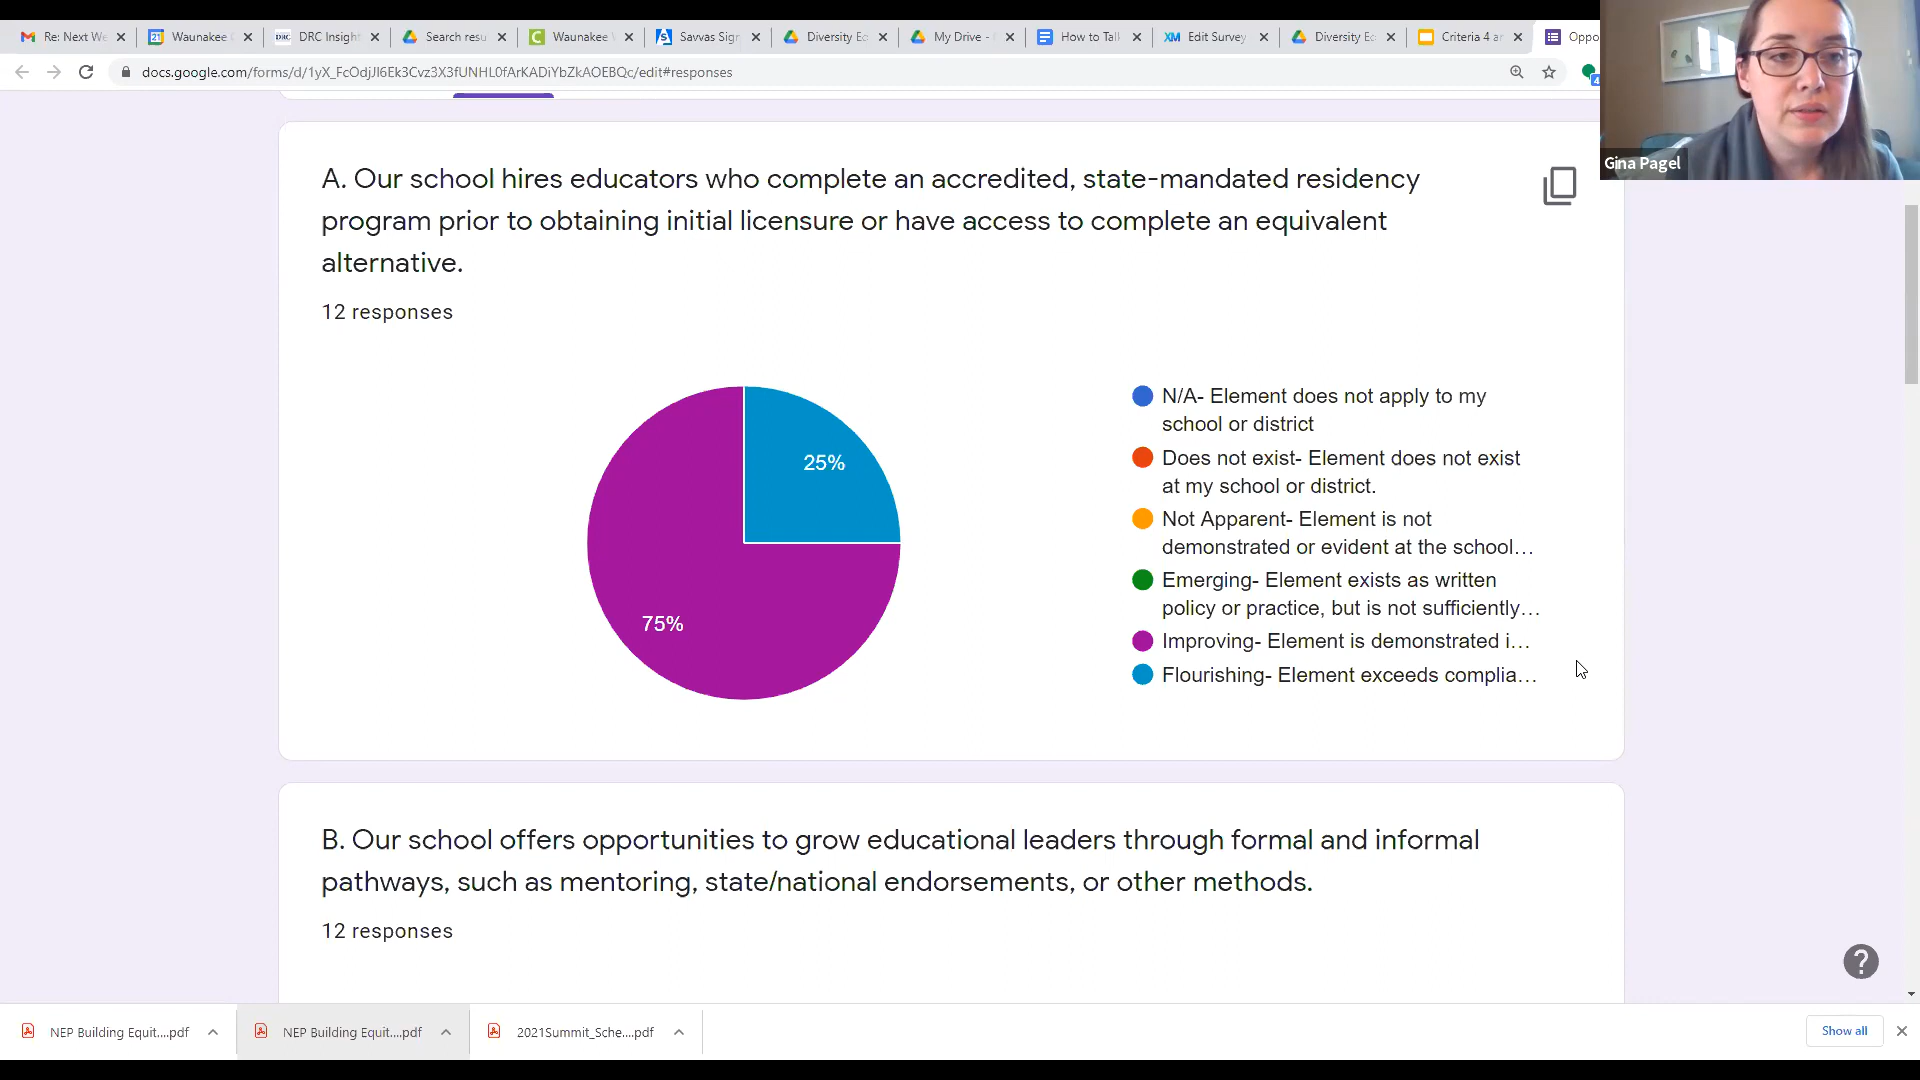 Re: Next We
Waunakee
DRC Insigh
Search resu
Waunakee
Savvas Sig
Diversity Eq
My Drive -
How to Talk
Edit Survey
Diversity Eq
Criteria 4 a
Oppo
docs.google.com/forms/d/1yX_FcOdjJI6Ek3Cvz3X3fUNHL0fArKADiYbZkAOEBQc/edit#responses
Gina Pagel
A. Our school hires educators who complete an accredited, state-mandated residency
program prior to obtaining initial licensure or have access to complete an equivalent
alternative.
12 responses
25%
75%
N/A- Element does not apply to my
school or district
Does not exist- Element does not exist
at my school or district.
Not Apparent- Element is not
demonstrated or evident at the school...
Emerging- Element exists as written
policy or practice, but is not sufficiently...
Improving- Element is demonstrated i...
Flourishing- Element exceeds complia...
B. Our school offers opportunities to grow educational leaders through formal and informal
pathways, such as mentoring, state/national endorsements, or other methods.
12 responses
NEP Building Equit....pdf
NEP Building Equit....pdf
2021Summit_Sche....pdf
Show all